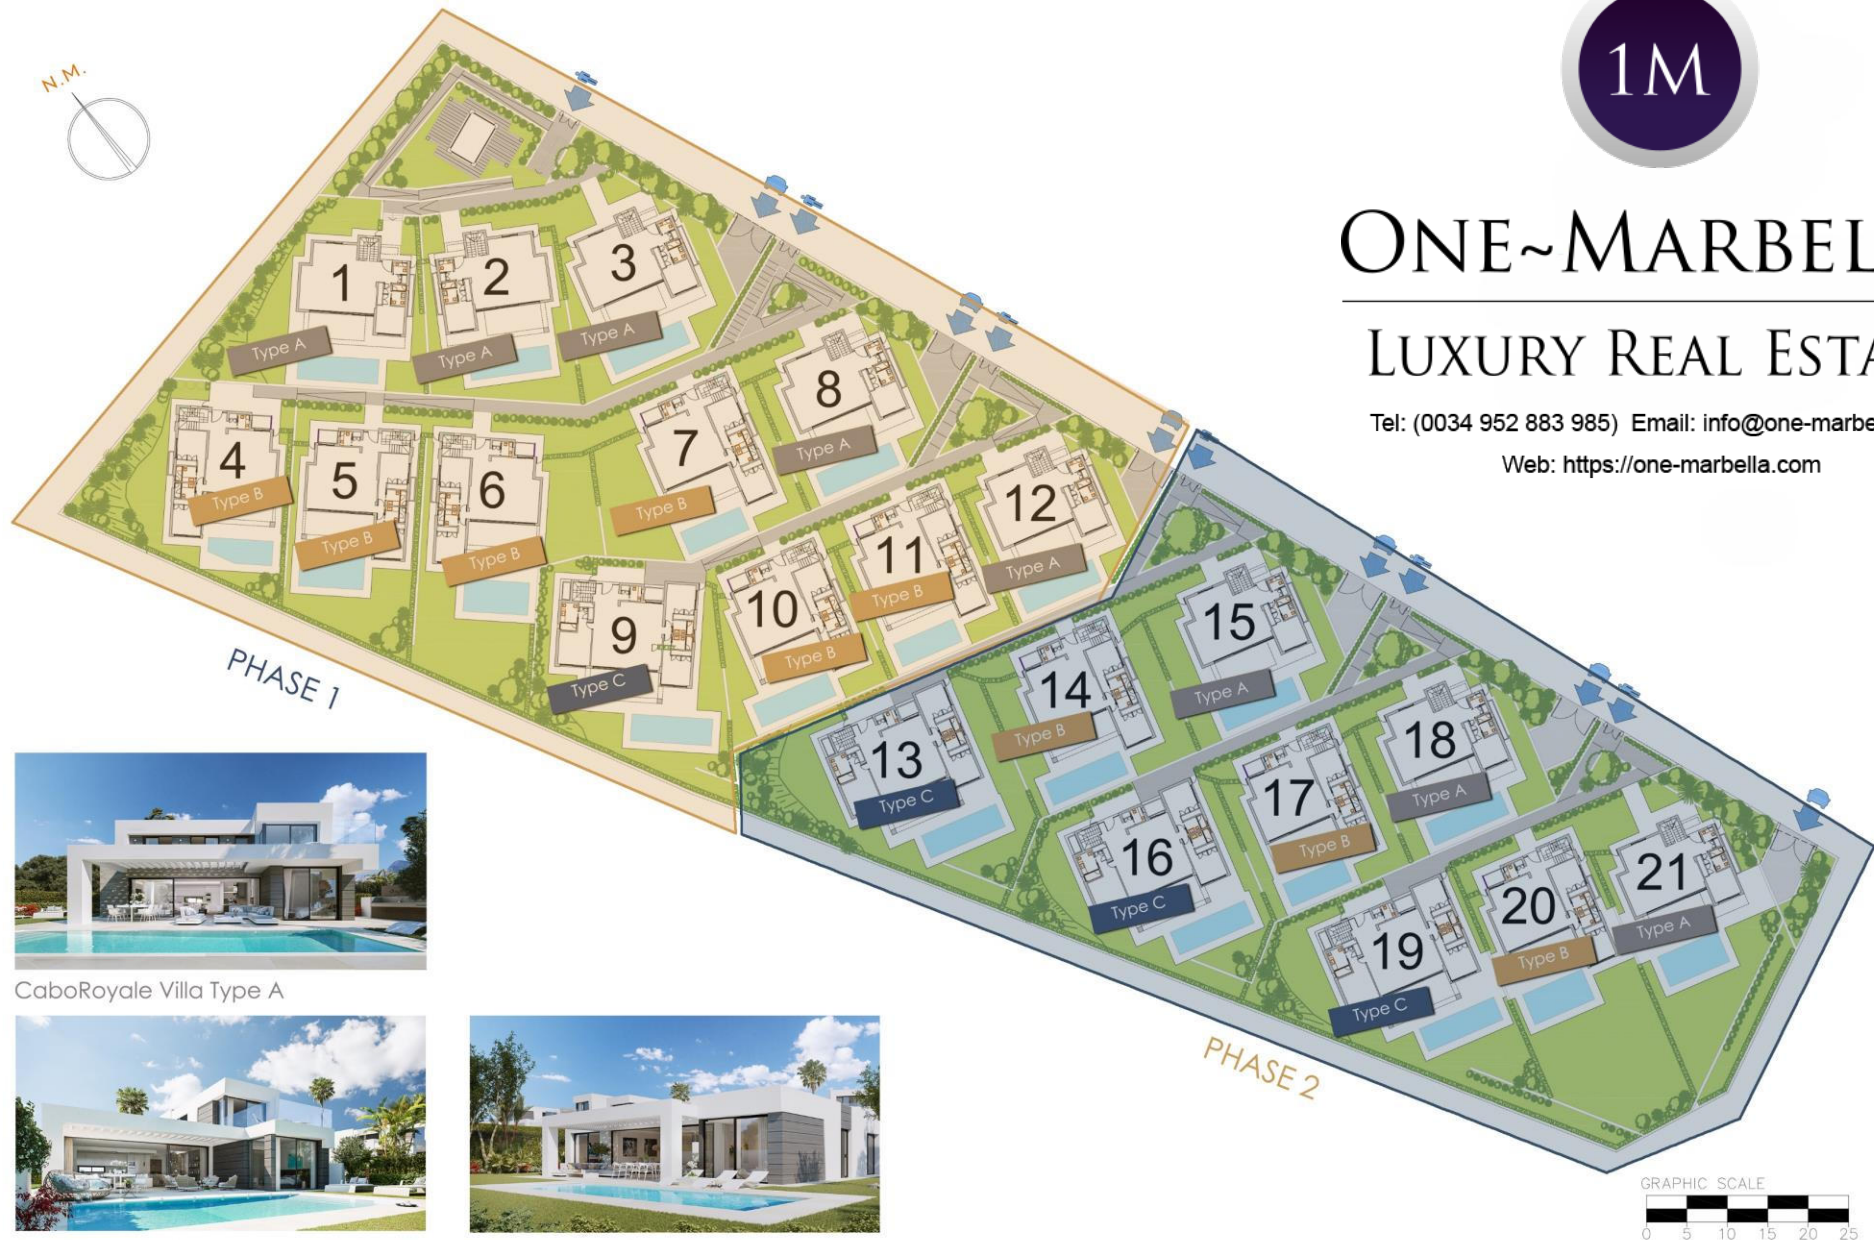 N.M.
1M
ONE~MARBEL
LUXURY REAL ESTA
Tel: (0034 952 883 985) Email: info@one-marbe
Web: https://one-marbella.com
1
Type A
2
Type A
3
Type A
4
Type B
5
Type B
6
Type B
7
Type B
8
Type A
9
Type C
10
Type B
11
Type B
12
Type A
PHASE 1
13
Type C
14
Type B
15
Type A
16
Type C
17
Type B
18
Type A
19
Type C
20
Type B
21
Type A
PHASE 2
CaboRoyale Villa Type A
GRAPHIC SCALE
0 5 10 15 20 25